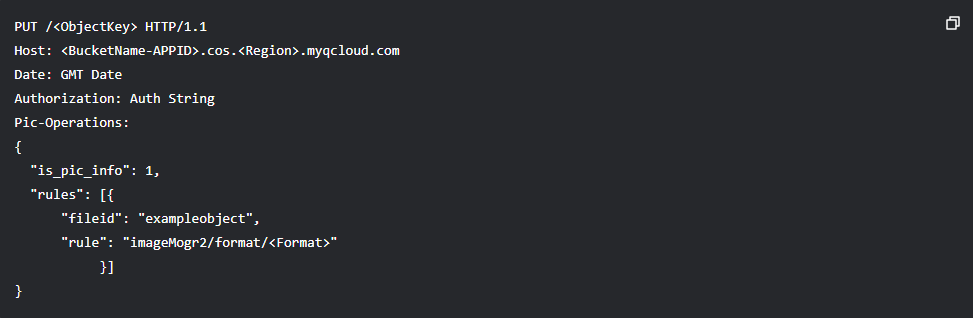 PUT /<ObjectKey> HTTP/1.1
Host: <BucketName-APPID>.cos.<Region>.myqcloud.com
Date: GMT Date
Authorization: Auth String
Pic-Operations:
{
  "is_pic_info": 1,
  "rules": [{
      "fileid": "exampleobject",
      "rule": "imageMogr2/format/<Format>"
           }]
}